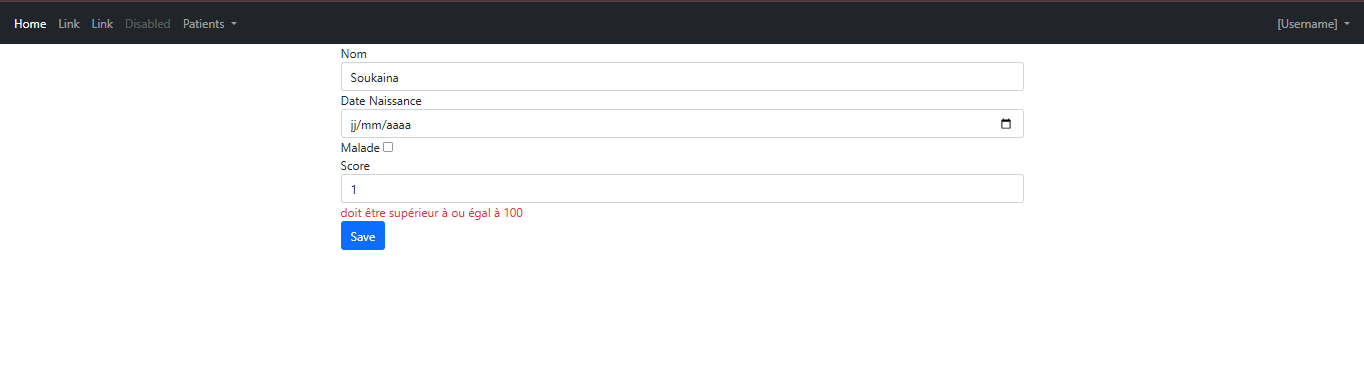 Home Link Link Disabled Patients [Username]
Nom
Soukaina
Date Naissance
jj/mm/aaaa
Malade
Score
1
doit être supérieur à ou égal à 100
Save